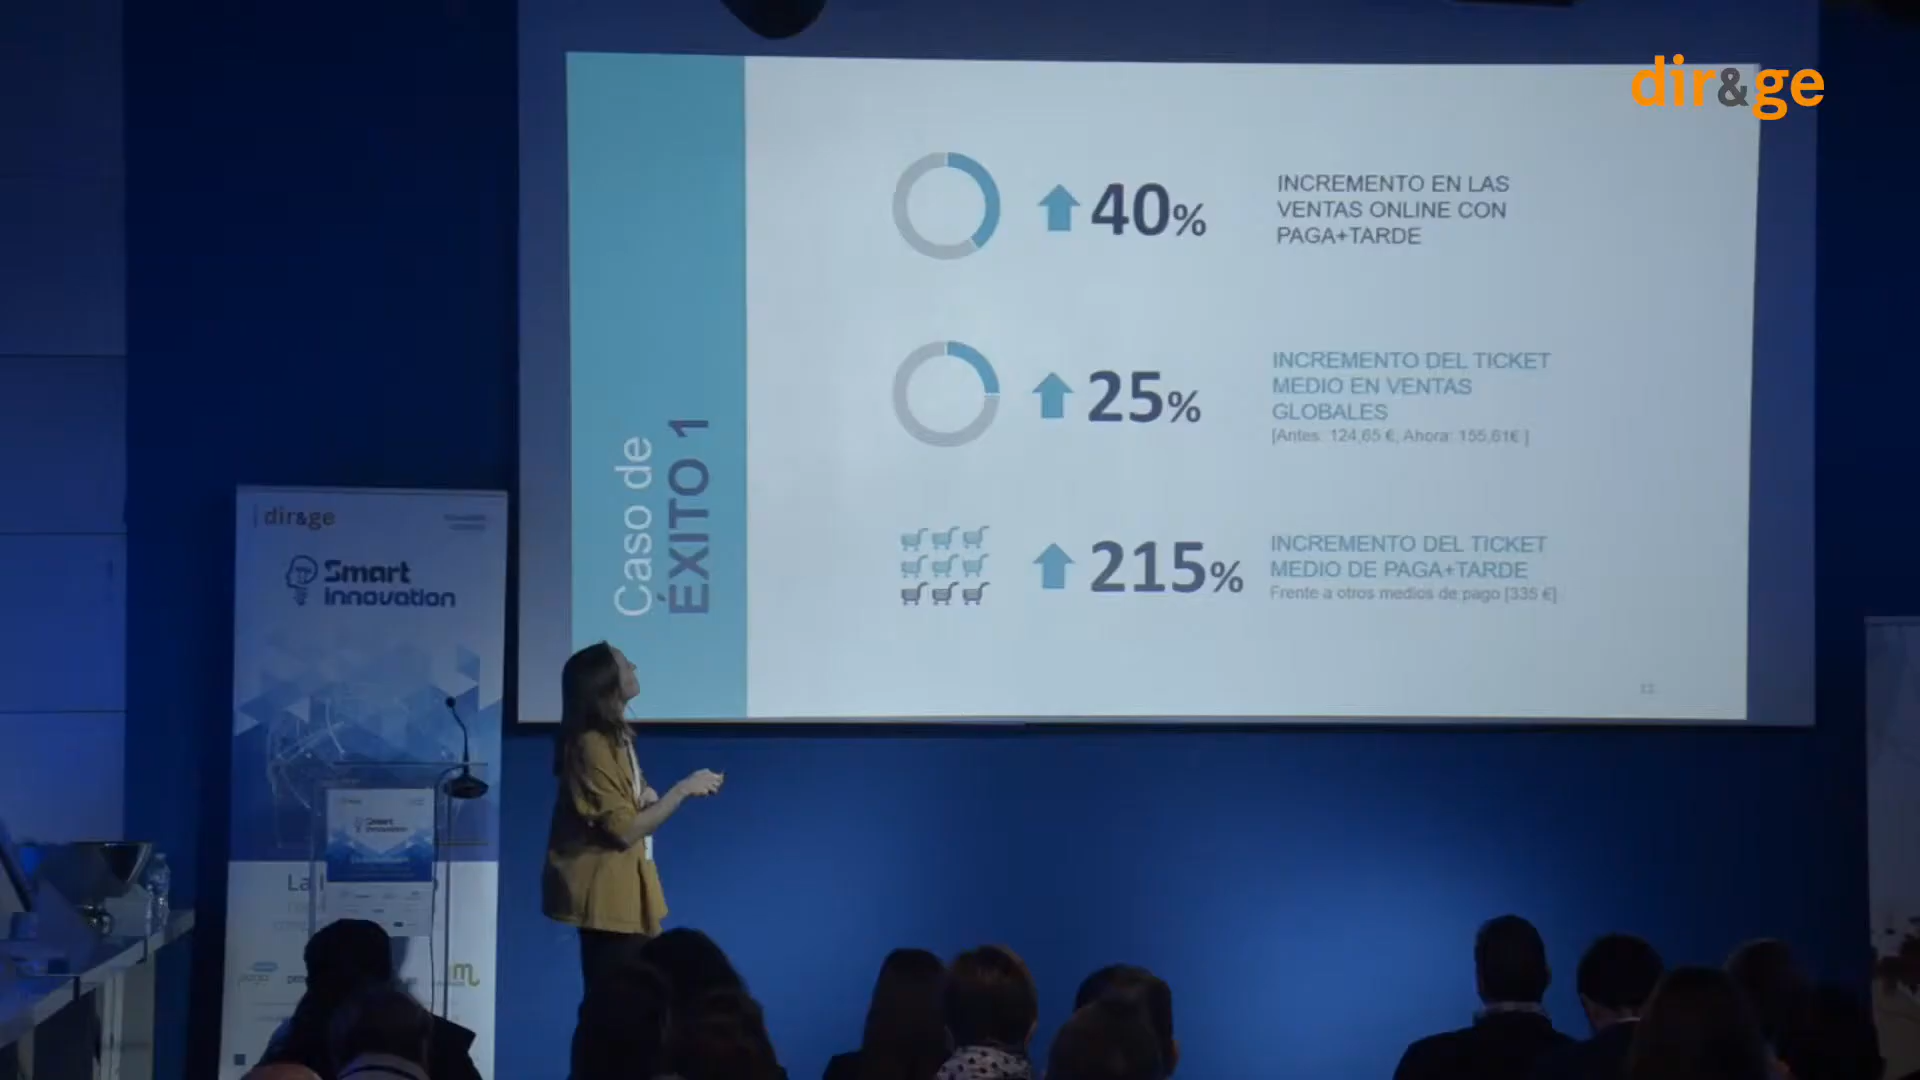 dir&ge
Caso de
ÉXITO 1
40%
INCREMENTO EN LAS
VENTAS ONLINE CON
PAGA+TARDE
25%
INCREMENTO DEL TICKET
MEDIO EN VENTAS
GLOBALES
[Antes: 124,65 €, Ahora: 155,61€ ]
215%
INCREMENTO DEL TICKET
MEDIO DE PAGA+TARDE
Frente a otros medios de pago [335 €]
dir&ge
Smart
innovation
Smart
innovation